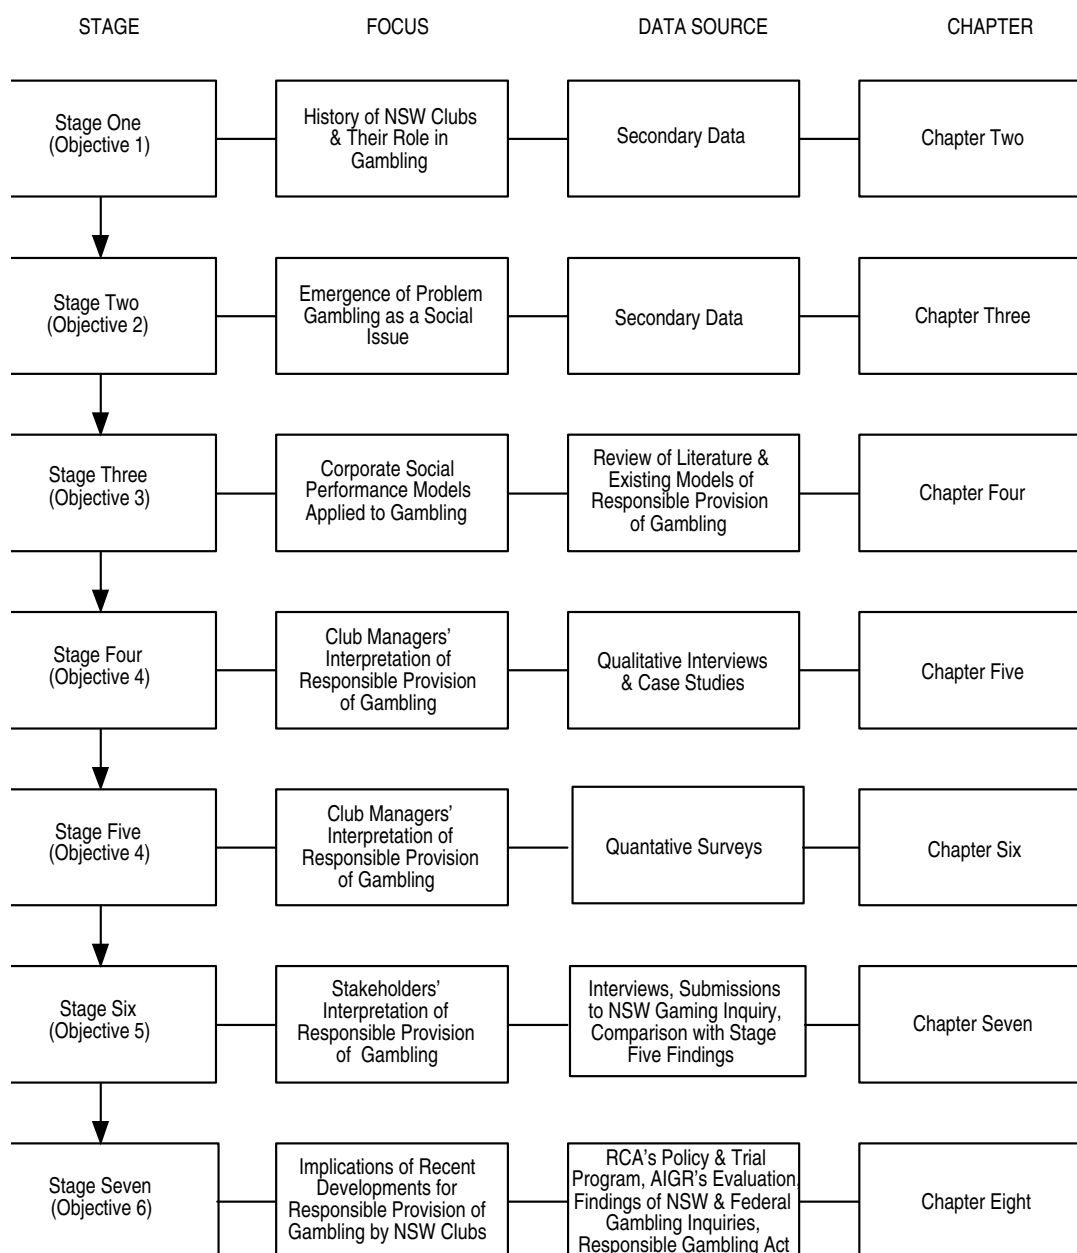 STAGE
FOCUS
DATA SOURCE
CHAPTER
Stage One
(Objective 1)
History of NSW Clubs
& Their Role in
Gambling
Secondary Data
Chapter Two
Stage Two
(Objective 2)
Emergence of Problem
Gambling as a Social
Issue
Secondary Data
Chapter Three
Stage Three
(Objective 3)
Corporate Social
Performance Models
Applied to Gambling
Review of Literature &
Existing Models of
Responsible Provision
of Gambling
Chapter Four
Stage Four
(Objective 4)
Club Managers'
Interpretation of
Responsible Provision
of Gambling
Qualitative Interviews
& Case Studies
Chapter Five
Stage Five
(Objective 4)
Club Managers'
Interpretation of
Responsible Provision
of Gambling
Quantative Surveys
Chapter Six
Stage Six
(Objective 5)
Stakeholders'
Interpretation of
Responsible Provision
of Gambling
Interviews, Submissions
to NSW Gaming Inquiry,
Comparison with Stage
Five Findings
Chapter Seven
Stage Seven
(Objective 6)
Implications of Recent
Developments for
Responsible Provision of
Gambling by NSW Clubs
RCA's Policy & Trial
Program, AIGR's Evaluation,
Findings of NSW & Federal
Gambling Inquiries,
Responsible Gambling Act
Chapter Eight